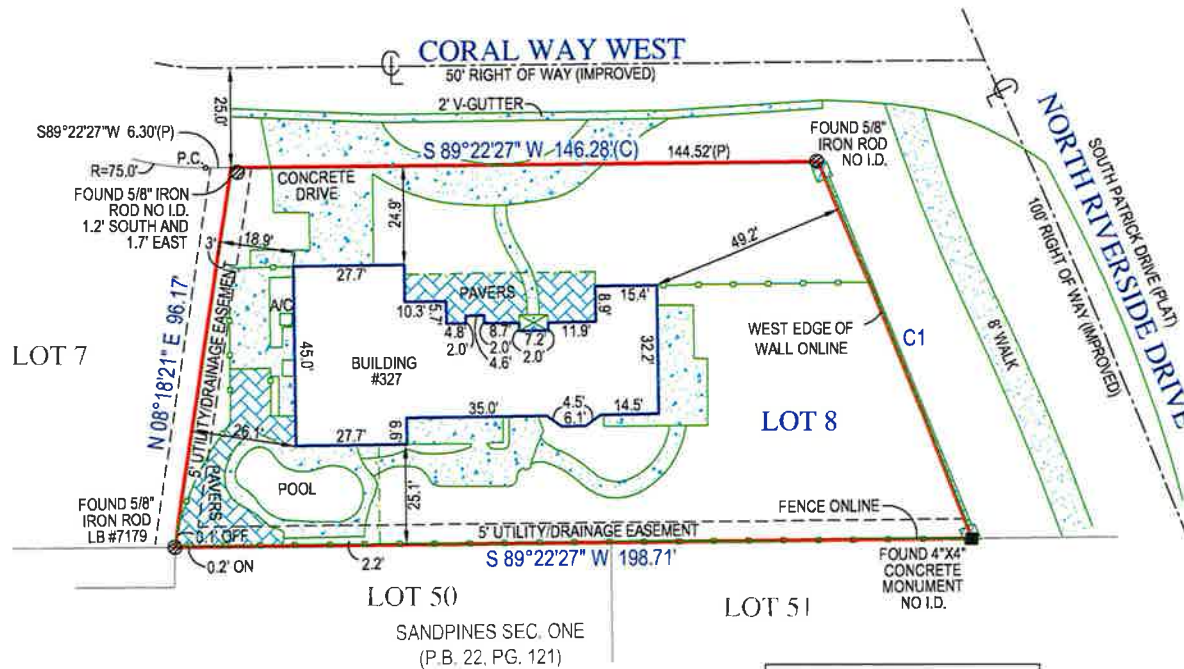 CORAL WAY WEST
50' RIGHT OF WAY (IMPROVED)
25.0'
2' V-GUTTER
S89°22'27"W 6.30'(P)
P.C.
R=75.0'
FOUND 5/8" IRON
ROD NO I.D.
1.2' SOUTH AND
1.7' EAST
S 89°22'27" W 146.28'(C)
144.52'(P)
FOUND 5/8"
IRON ROD
NO I.D.
NORTH RIVERSIDE DRIVE
SOUTH PATRICK DRIVE (PLAT)
100' RIGHT OF WAY (IMPROVED)
CONCRETE
DRIVE
24.9'
49.2'
3'
18.9'
27.7'
PAVERS
15.4'
8.9'
10.3'
5.7'
4.8'
2.0'
8.7'
2.0'
4.6'
7.2'
2.0'
11.9'
A/C
LOT 7
N 08°18'21" E 96.17'
5' UTILITY/DRAINAGE EASEMENT
45.0'
BUILDING
#327
32.2'
WEST EDGE OF
WALL ONLINE
C1
8' WALK
LOT 8
26.1'
27.7'
6.9'
35.0'
4.5'
6.1'
14.5'
PAVERS
POOL
25.1'
FOUND 5/8"
IRON ROD
LB #7179
0.1' OFF
0.2' ON
2.2'
5' UTILITY/DRAINAGE EASEMENT
FENCE ONLINE
S 89°22'27" W 198.71'
FOUND 4"X4"
CONCRETE
MONUMENT
NO I.D.
LOT 50
LOT 51
SANDPINES SEC. ONE
(P.B. 22, PG. 121)